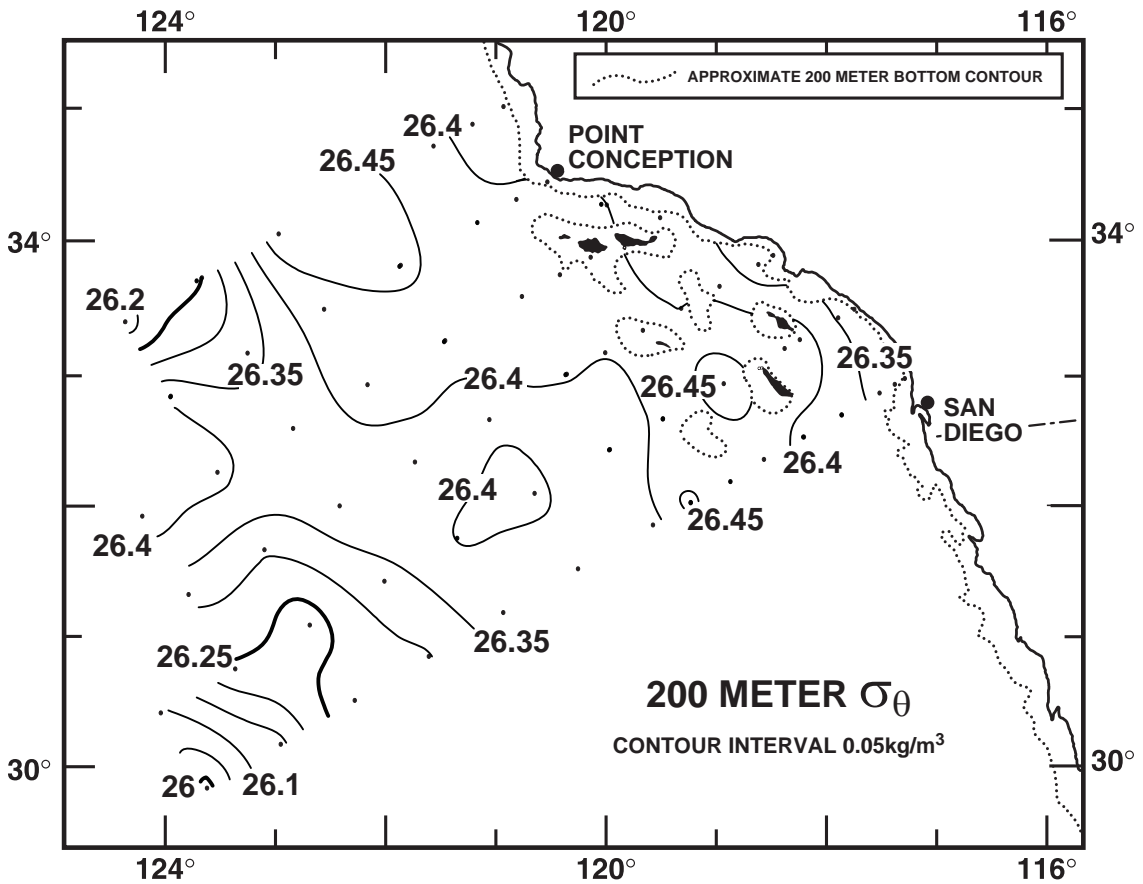 124° 120° 116°
APPROXIMATE 200 METER BOTTOM CONTOUR
26.4
POINT
CONCEPTION
26.45
34° 34°
26.2
26.35
26.35
26.4
26.45
SAN
DIEGO
26.4
26.4
26.45
26.4
26.35
26.25
200 METER σθ
CONTOUR INTERVAL 0.05kg/m³
30° 30°
26 26.1
124° 120° 116°